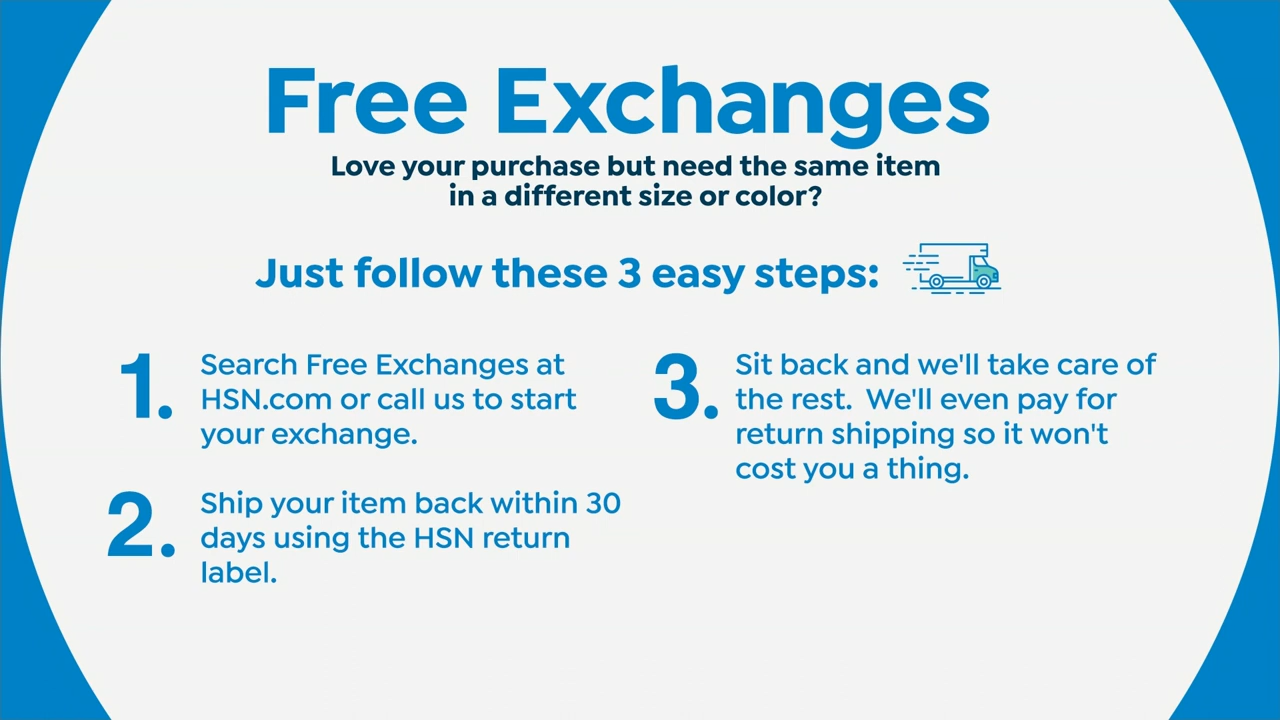 Free Exchanges
Love your purchase but need the same item
in a different size or color?
Just follow these 3 easy steps:
1. Search Free Exchanges at
HSN.com or call us to start
your exchange.
2. Ship your item back within 30
days using the HSN return
label.
3. Sit back and we'll take care of
the rest.  We'll even pay for
return shipping so it won't
cost you a thing.